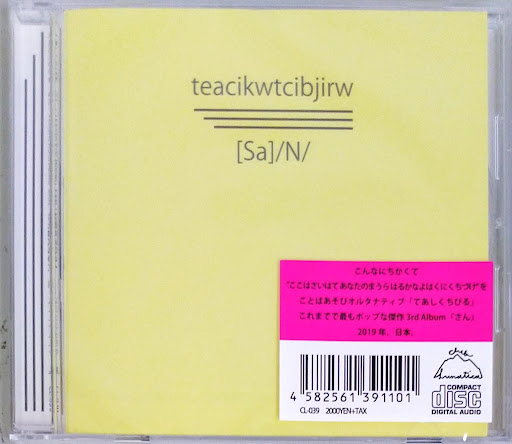 teacikwtcibjirw
[Sa]/N/
こんなにちかくて
"ここはさいはて あなたのまうらはるかなよはくにくちづけ"を
ことばあそびオルタナティブ「てあしくちびる」
これまでで最もポップな傑作 3rd Album 『さん』
2019 年、日本。
4 582561 391101
CL-039 2000YEN+TAX
club
lunatica
COMPACT
disc
DIGITAL AUDIO